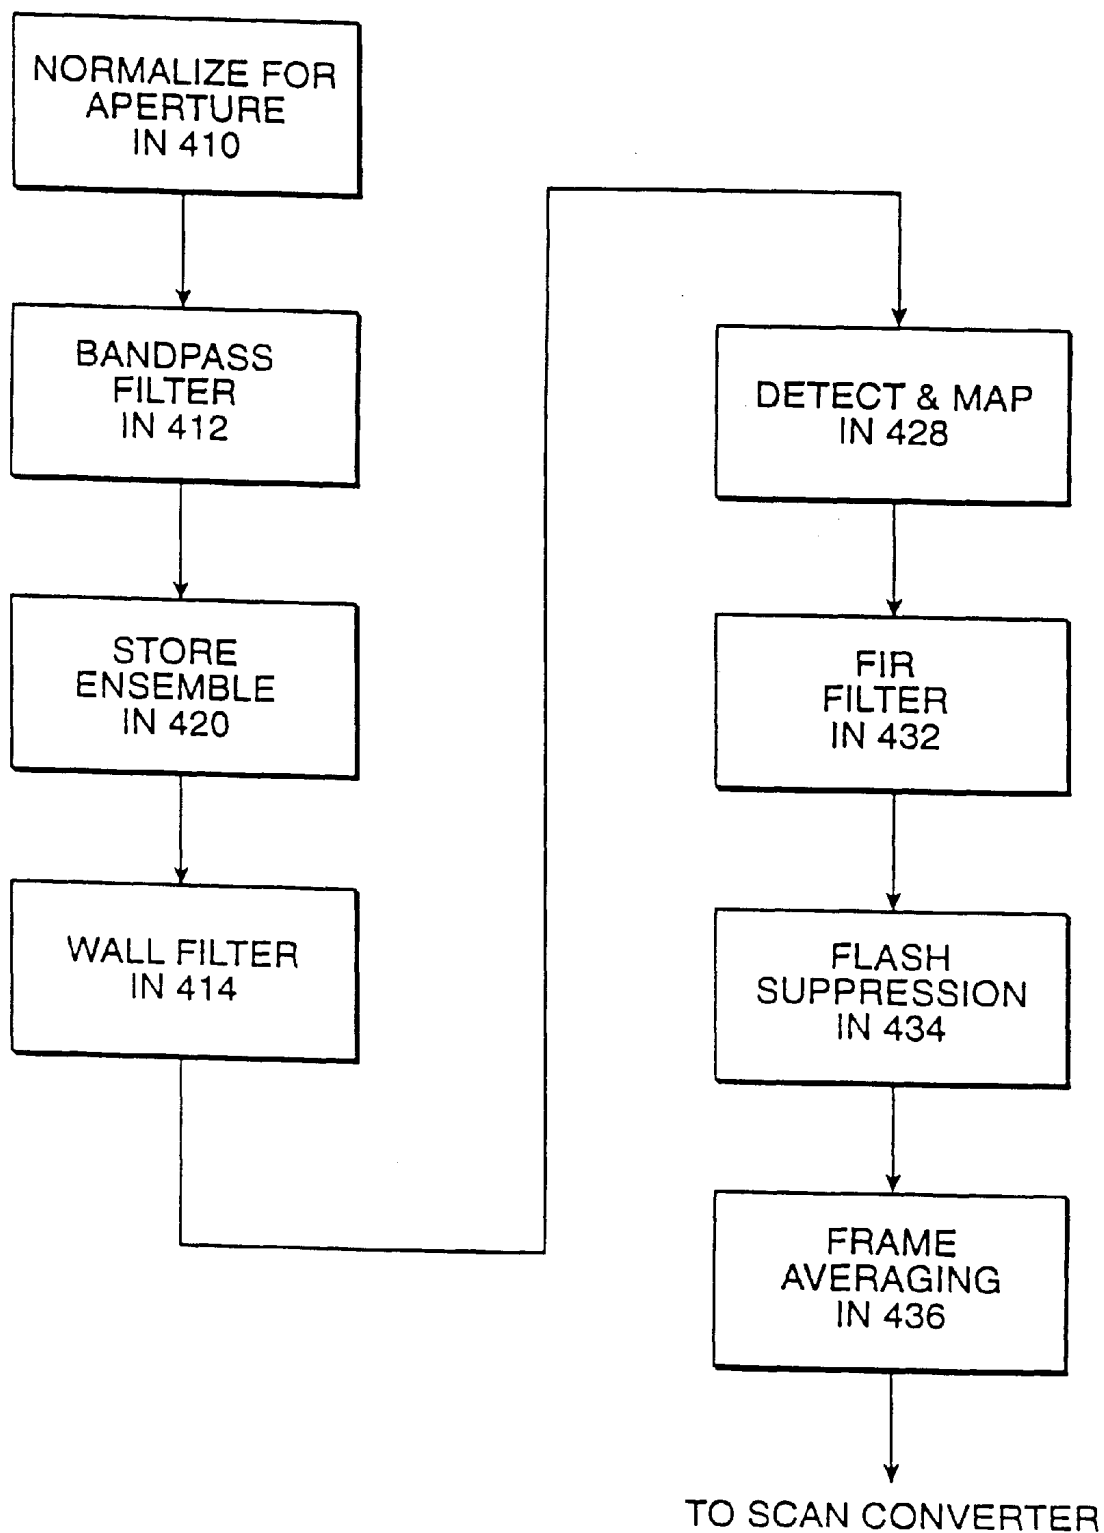 NORMALIZE FOR
APERTURE
IN 410
BANDPASS
FILTER
IN 412
STORE
ENSEMBLE
IN 420
WALL FILTER
IN 414
DETECT & MAP
IN 428
FIR
FILTER
IN 432
FLASH
SUPPRESSION
IN 434
FRAME
AVERAGING
IN 436
TO SCAN CONVERTER